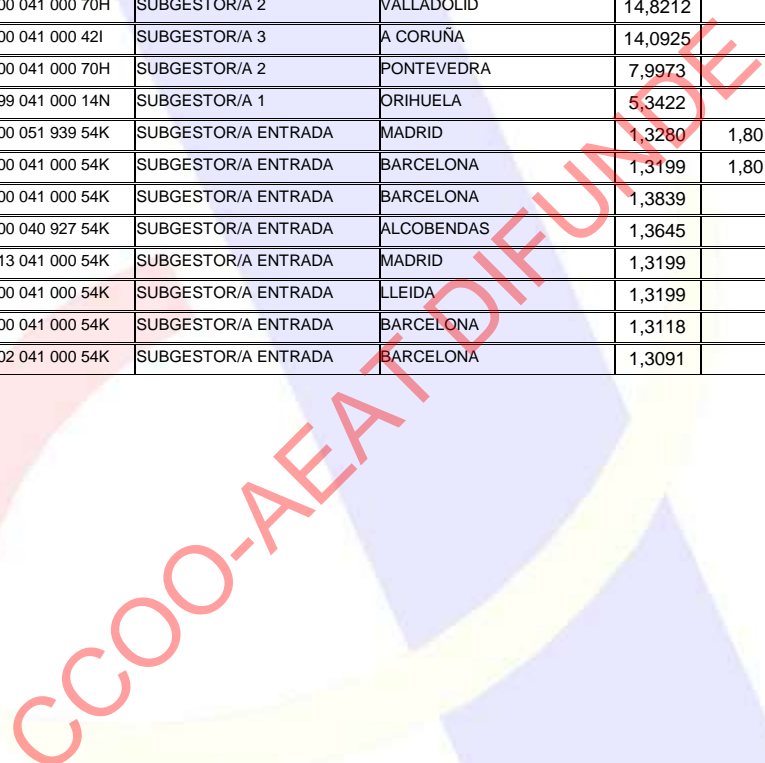 00 041 000 70H SUBGESTOR/A 2 VALLADOLID 14,8212
00 041 000 42I SUBGESTOR/A 3 A CORUÑA 14,0925
00 041 000 70H SUBGESTOR/A 2 PONTEVEDRA 7,9973
99 041 000 14N SUBGESTOR/A 1 ORIHUELA 5,3422
00 051 939 54K SUBGESTOR/A ENTRADA MADRID 1,3280 1,80
00 041 000 54K SUBGESTOR/A ENTRADA BARCELONA 1,3199 1,80
00 041 000 54K SUBGESTOR/A ENTRADA BARCELONA 1,3839
00 040 927 54K SUBGESTOR/A ENTRADA ALCOBENDAS 1,3645
13 041 000 54K SUBGESTOR/A ENTRADA MADRID 1,3199
00 041 000 54K SUBGESTOR/A ENTRADA LLEIDA 1,3199
00 041 000 54K SUBGESTOR/A ENTRADA BARCELONA 1,3118
02 041 000 54K SUBGESTOR/A ENTRADA BARCELONA 1,3091
CCOO-AEAT DIFUNDE